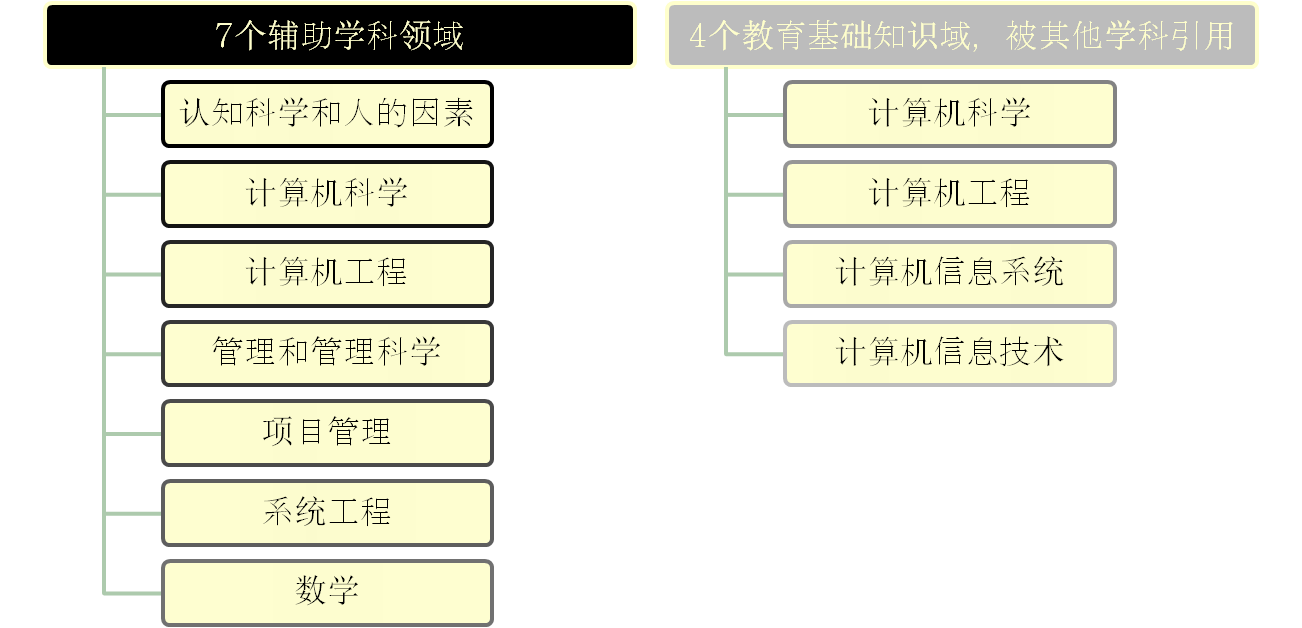 7个辅助学科领域
认知科学和人的因素
计算机科学
计算机工程
管理和管理科学
项目管理
系统工程
数学
4个教育基础知识域，被其他学科引用
计算机科学
计算机工程
计算机信息系统
计算机信息技术